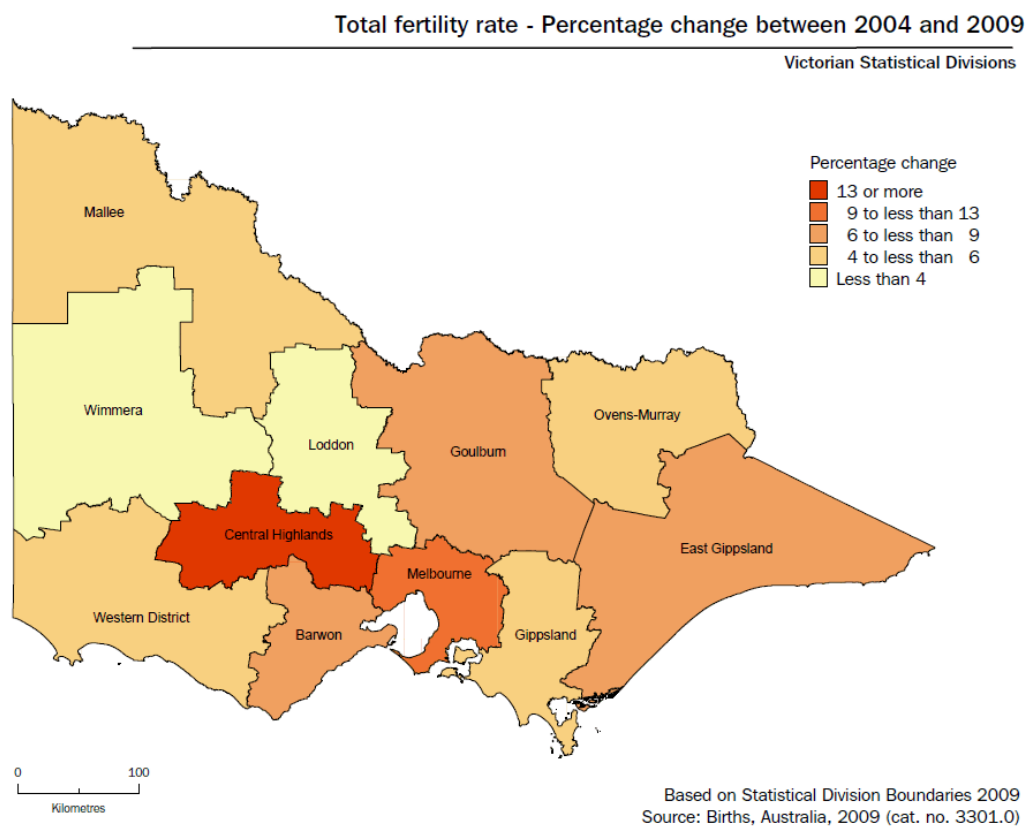 Total fertility rate - Percentage change between 2004 and 2009
Victorian Statistical Divisions
Percentage change
13 or more
9 to less than 13
6 to less than 9
4 to less than 6
Less than 4
Mallee
Wimmera
Loddon
Goulburn
Ovens-Murray
Central Highlands
East Gippsland
Melbourne
Western District
Barwon
Gippsland
0 100
Kilometres
Based on Statistical Division Boundaries 2009
Source: Births, Australia, 2009 (cat. no. 3301.0)